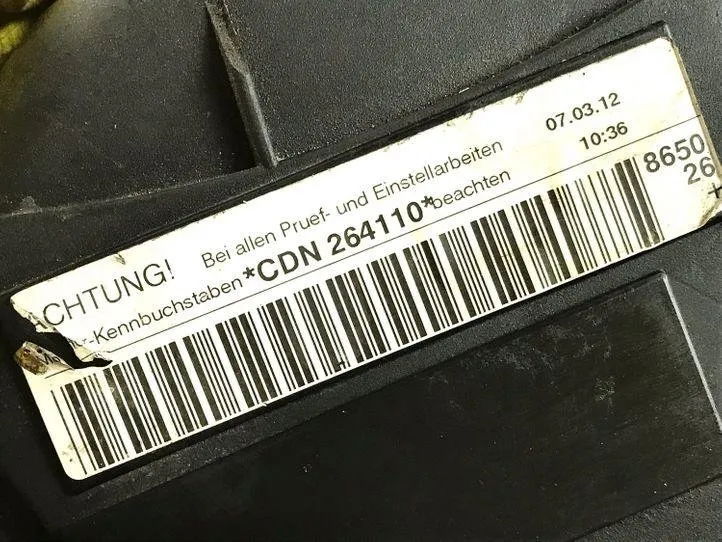 CHTUNG! Bei allen Pruef- und Einstellarbeiten 07.03.12
r-Kennbuchstaben *CDN 264110* beachten 10:36
8650
26
+